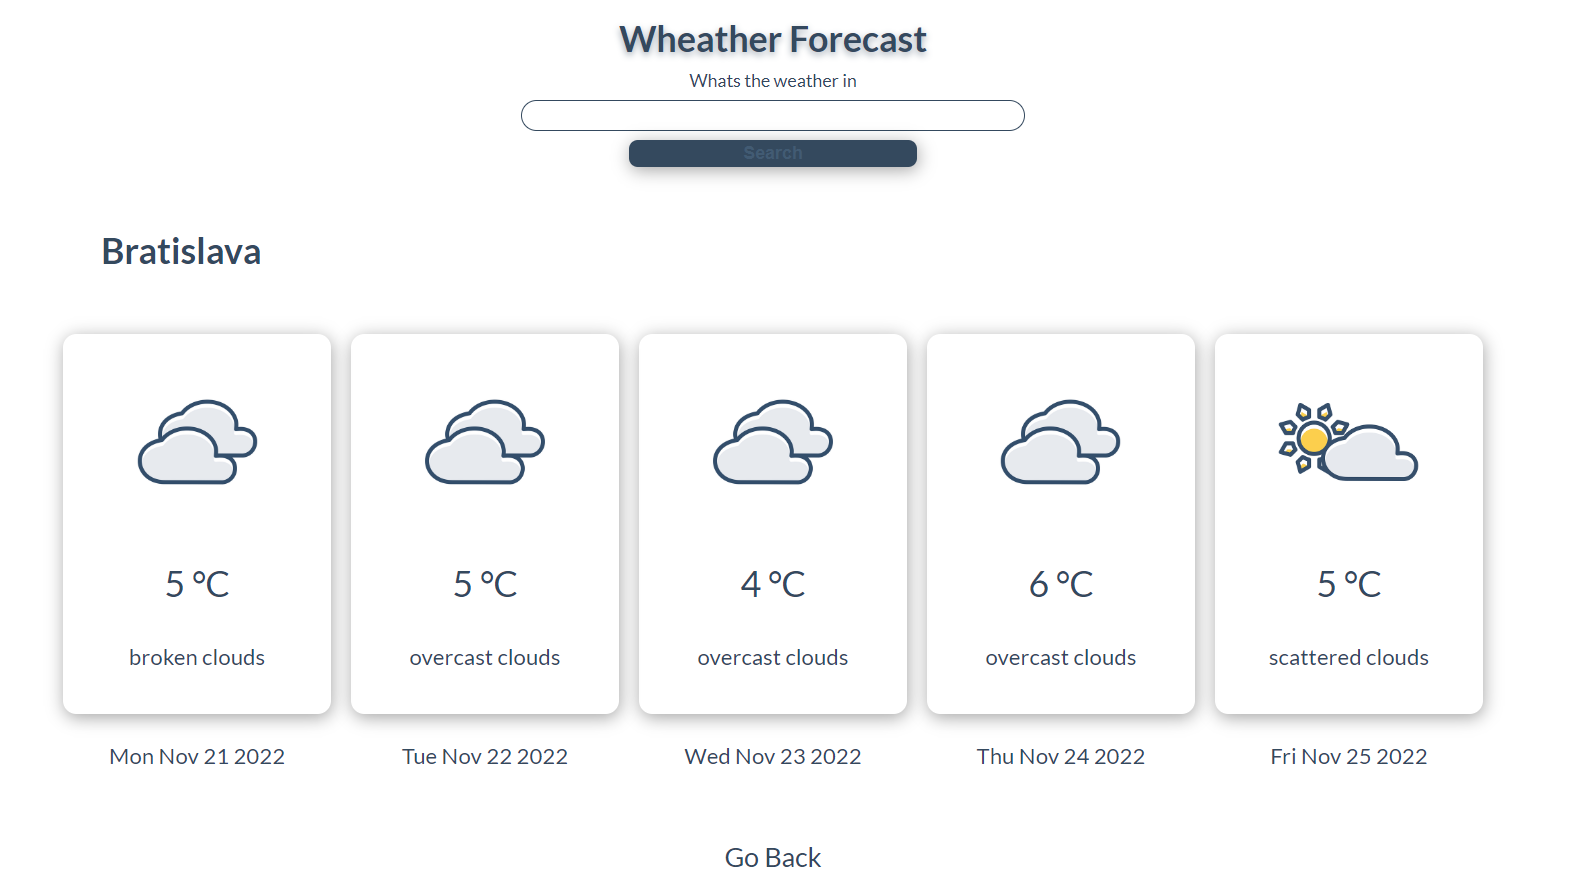 Wheather Forecast
Whats the weather in
Search
Bratislava
5 °C
broken clouds
Mon Nov 21 2022
5 °C
overcast clouds
Tue Nov 22 2022
4 °C
overcast clouds
Wed Nov 23 2022
6 °C
overcast clouds
Thu Nov 24 2022
5 °C
scattered clouds
Fri Nov 25 2022
Go Back